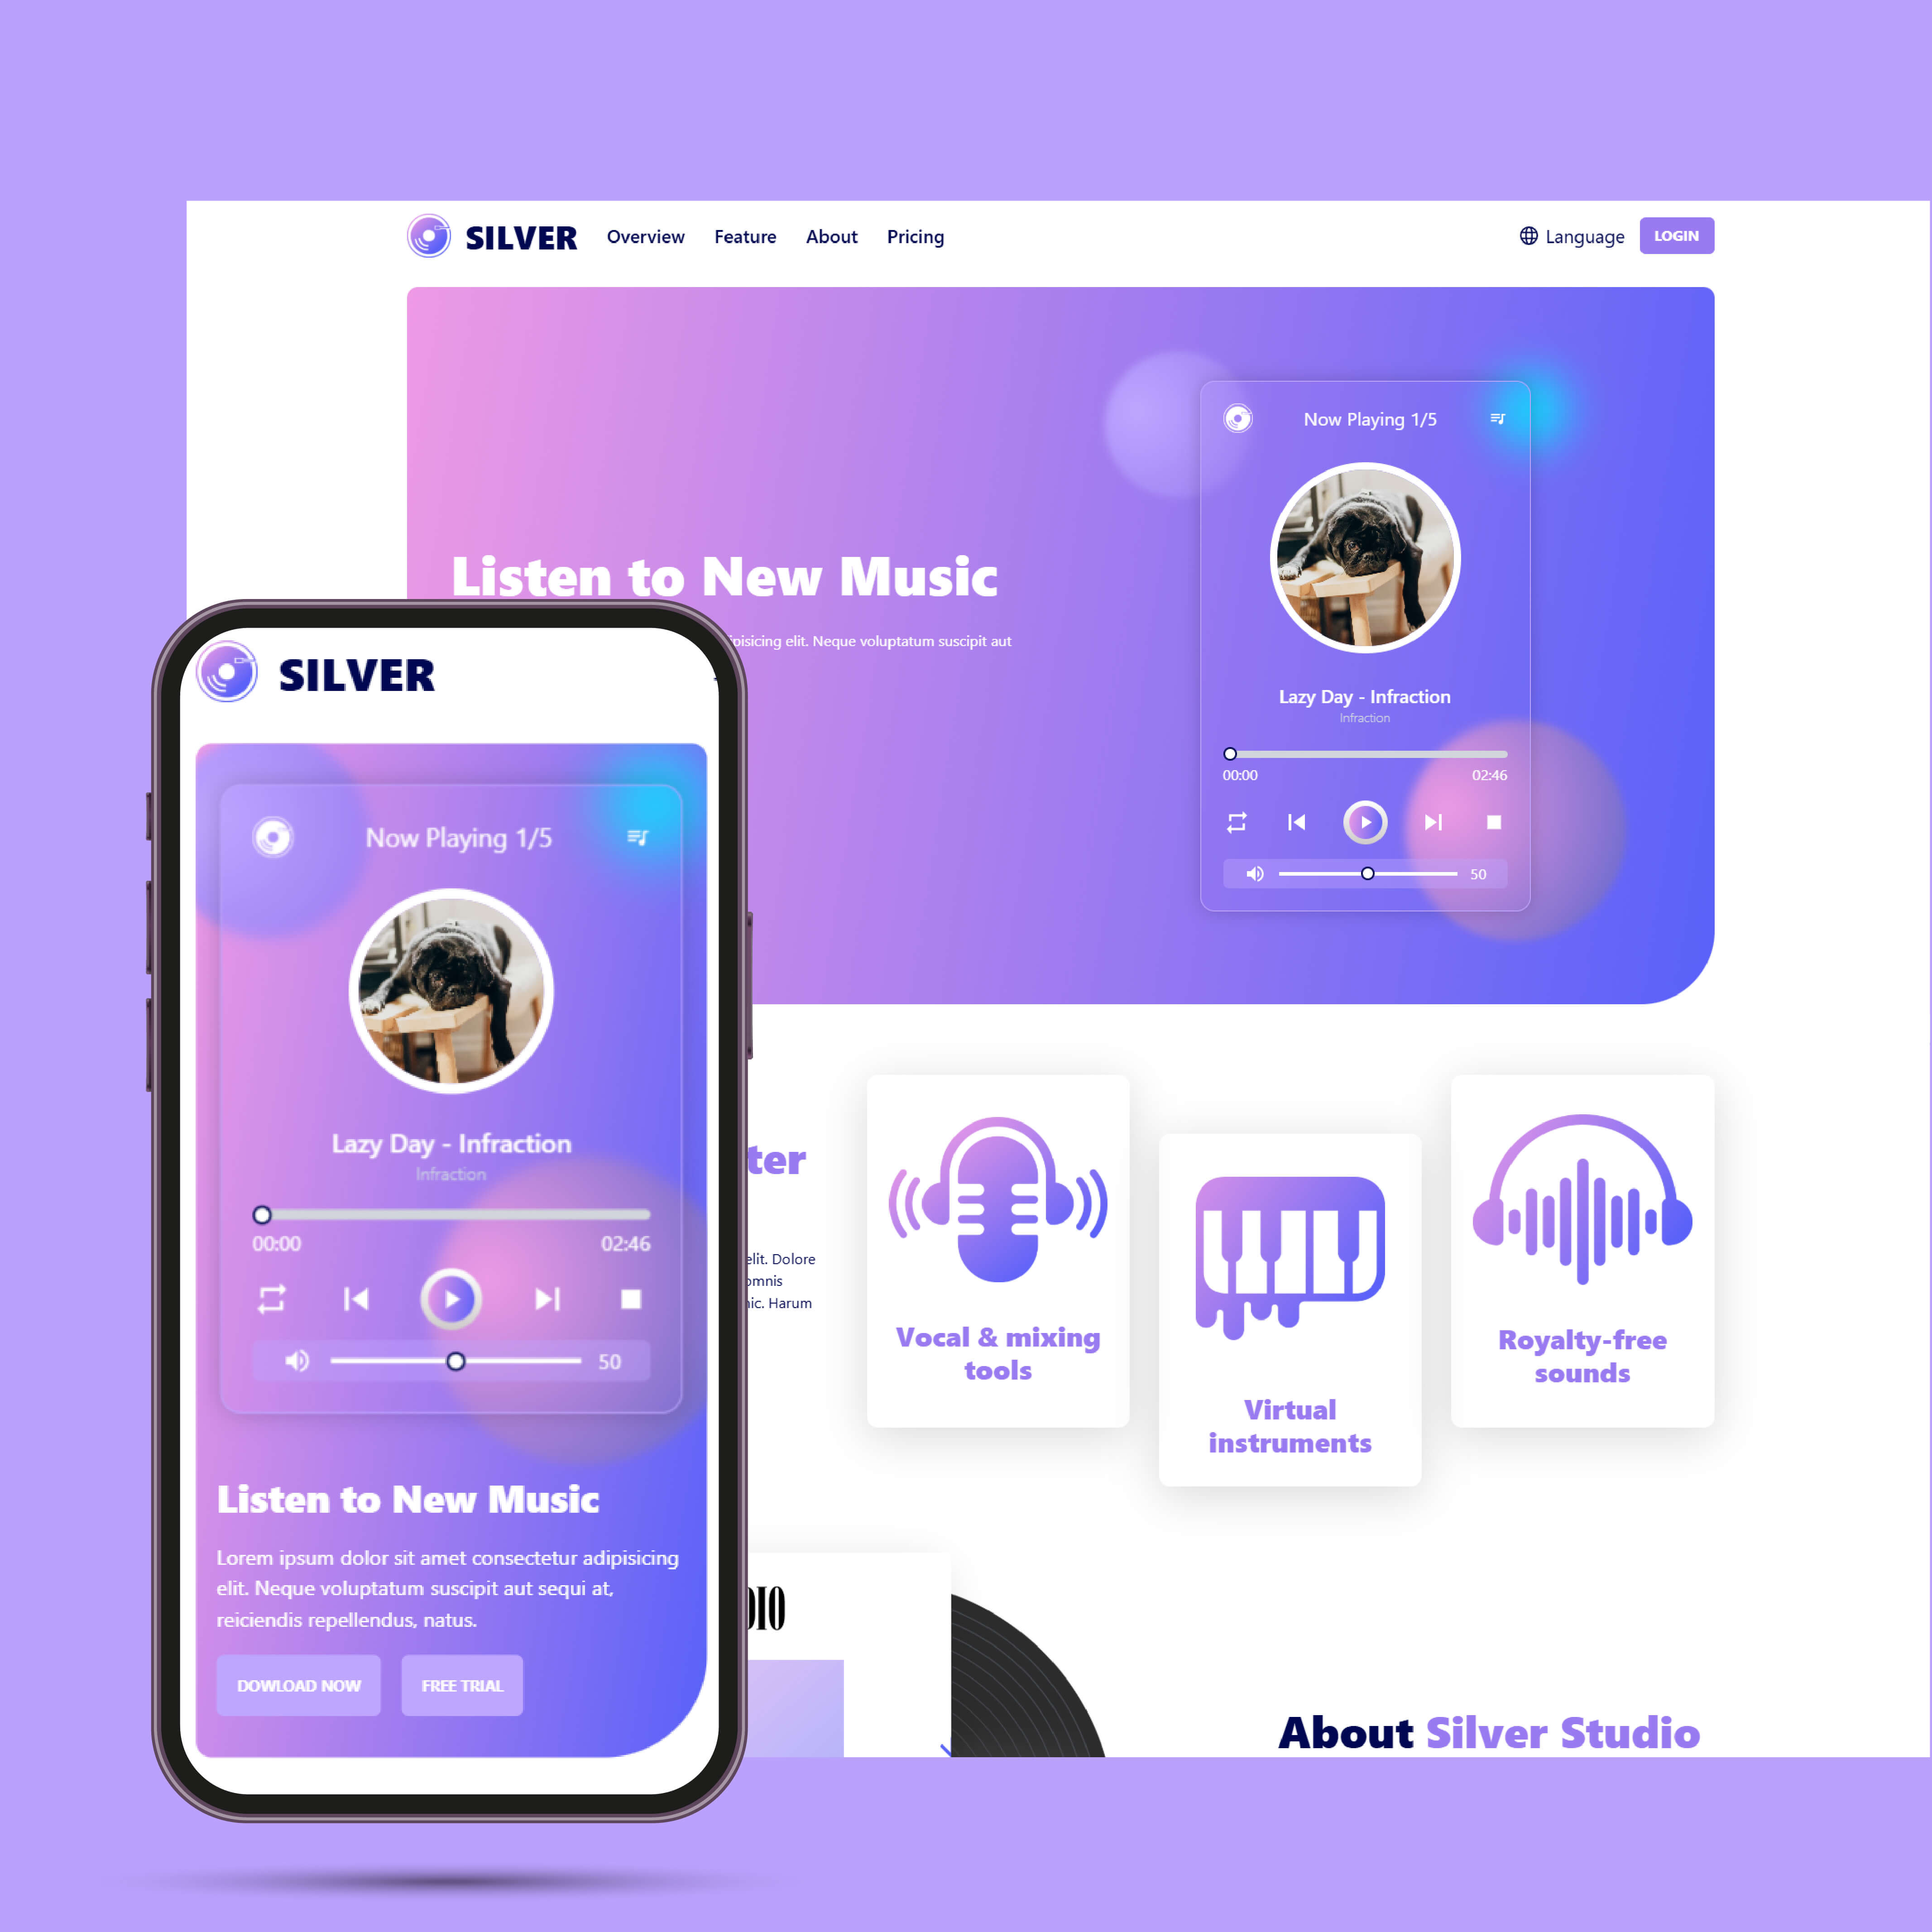 SILVER Overview Feature About Pricing Language LOGIN
Now Playing 1/5
Listen to New Music
elit. Neque voluptatum suscipit aut
Lazy Day - Infraction
Infraction
00:00 02:46
50
elit. Dolore
omnis
Harum
Vocal & mixing
tools
Virtual
instruments
Royalty-free
sounds
About Silver Studio
SILVER
Now Playing 1/5
Lazy Day - Infraction
Infraction
00:00 02:46
50
Listen to New Music
Lorem ipsum dolor sit amet consectetur adipisicing
elit. Neque voluptatum suscipit aut sequi at,
reiciendis repellendus, natus.
DOWLOAD NOW FREE TRIAL